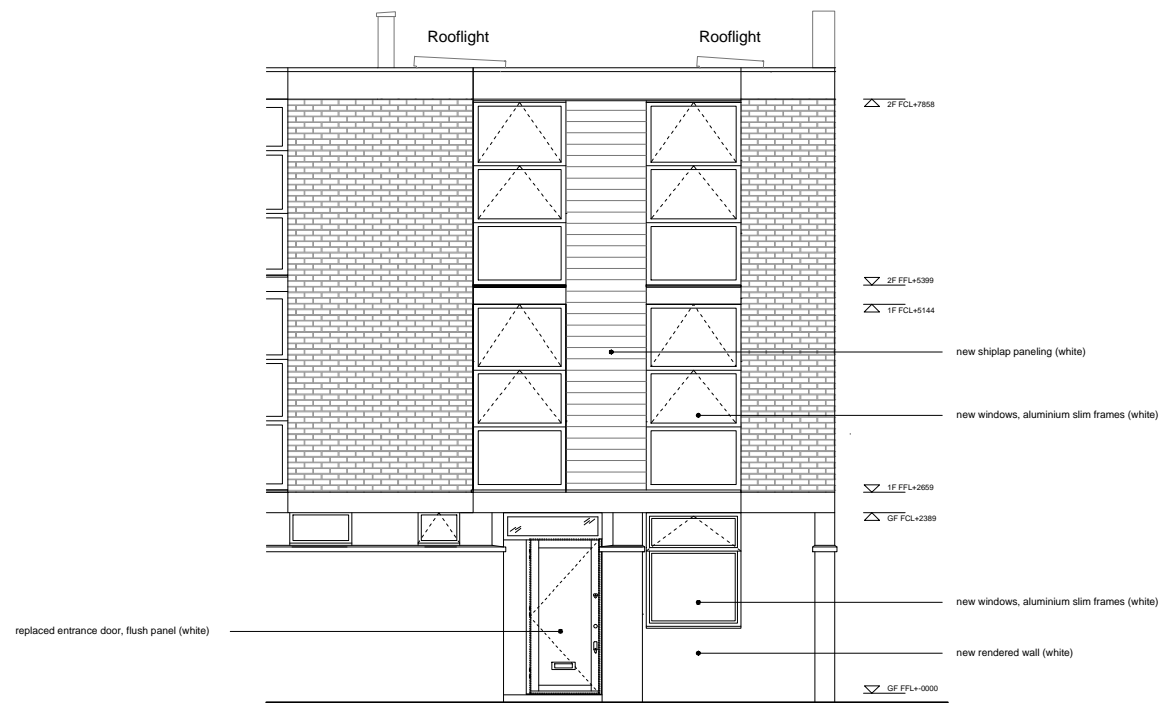 Rooflight
Rooflight
2F FCL+7858
2F FFL+5399
1F FCL+5144
new shiplap paneling (white)
new windows, aluminium slim frames (white)
1F FFL+2659
GF FCL+2389
new windows, aluminium slim frames (white)
replaced entrance door, flush panel (white)
new rendered wall (white)
GF FFL+-0000